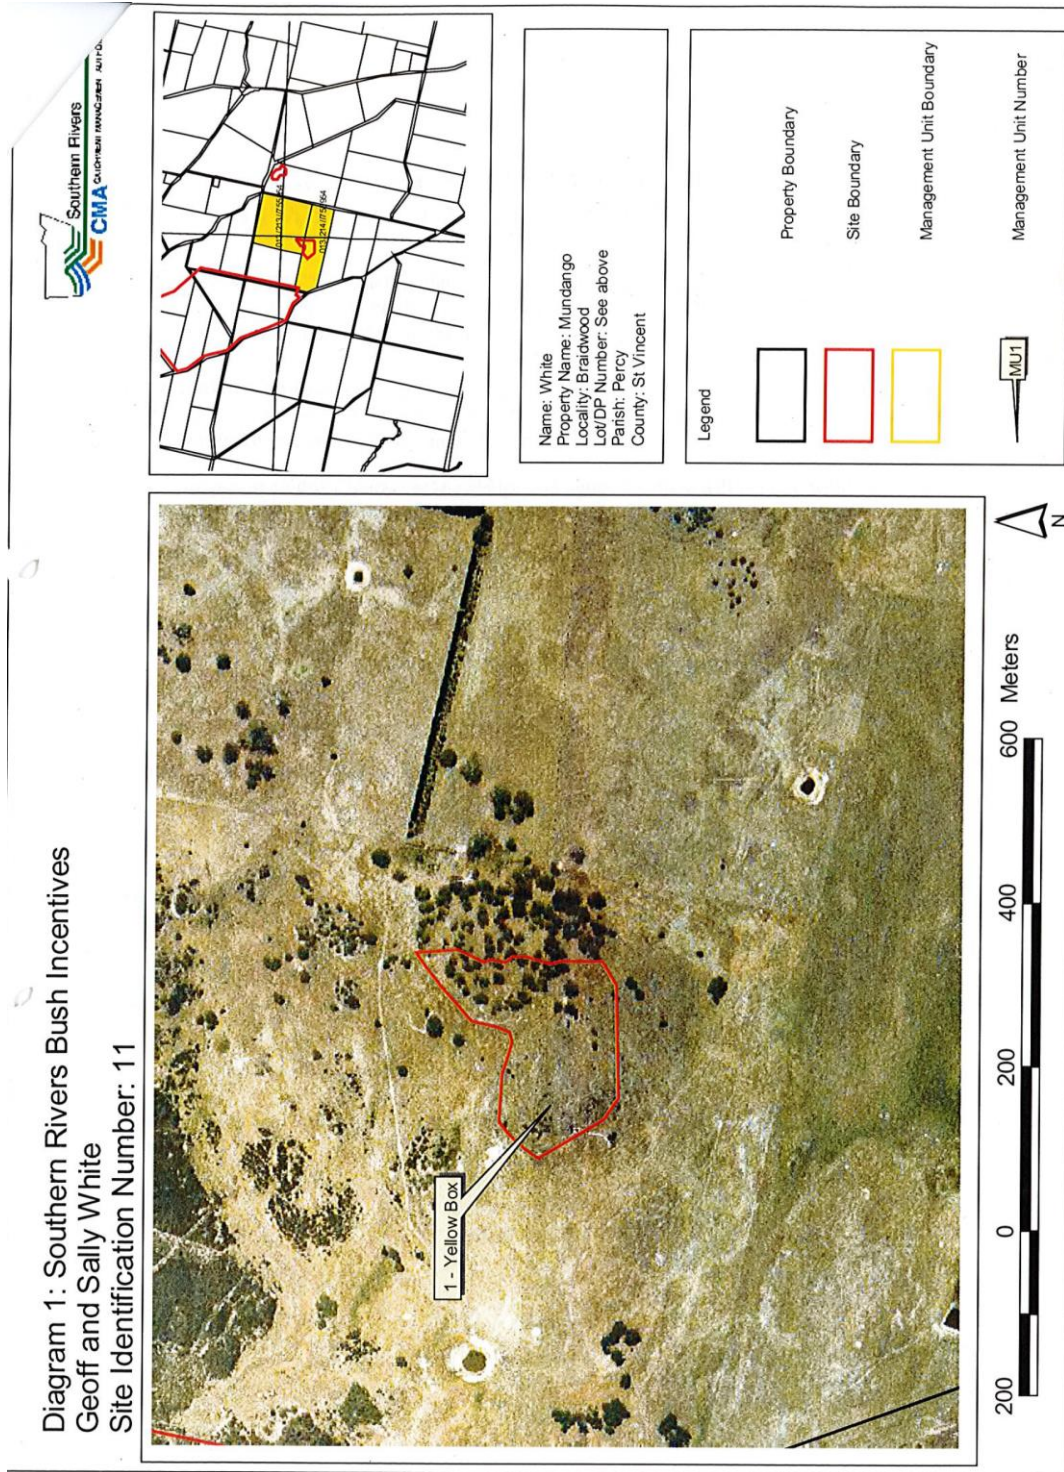 Diagram 1: Southern Rivers Bush Incentives
Geoff and Sally White
Site Identification Number: 11
Southern Rivers
CMA
CATCHMENT MANAGEMENT
1 - Yellow Box
200 0 200 400 600 Meters
N
Name: White
Property Name: Mundango
Locality: Braidwood
Lot/DP Number: See above
Parish: Percy
County: St Vincent
Legend
Property Boundary
Site Boundary
Management Unit Boundary
MU1
Management Unit Number